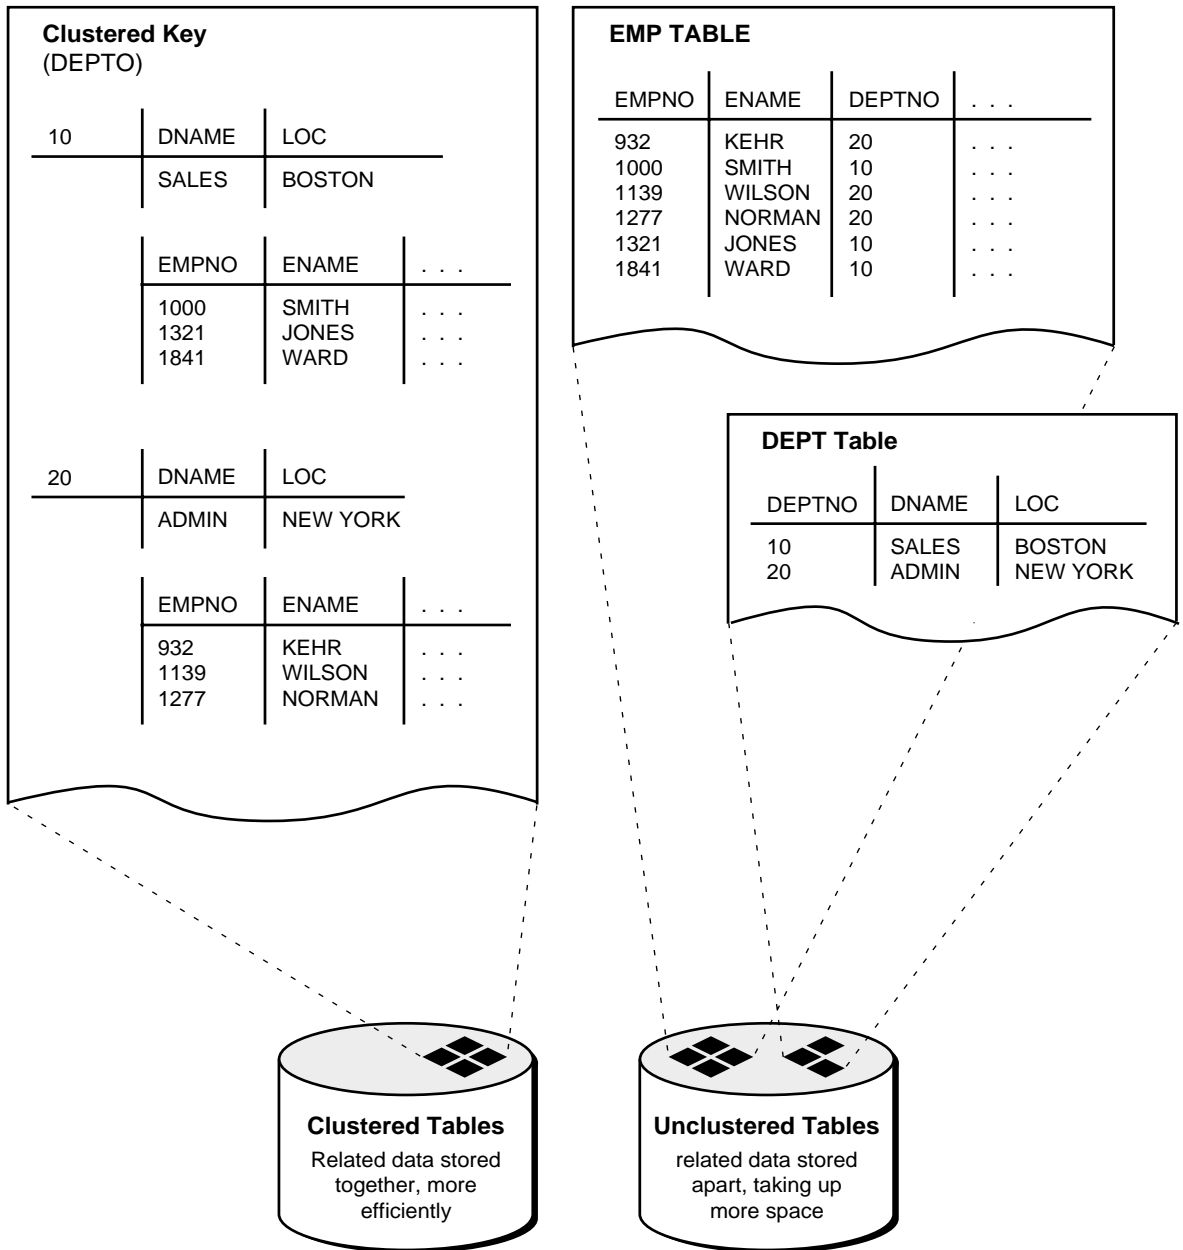 Clustered Key
(DEPTO)
10 DNAME LOC
SALES BOSTON
EMPNO ENAME . . .
1000 SMITH . . .
1321 JONES . . .
1841 WARD . . .
20 DNAME LOC
ADMIN NEW YORK
EMPNO ENAME . . .
932 KEHR . . .
1139 WILSON . . .
1277 NORMAN . . .
EMP TABLE
EMPNO ENAME DEPTNO . . .
932 KEHR 20 . . .
1000 SMITH 10 . . .
1139 WILSON 20 . . .
1277 NORMAN 20 . . .
1321 JONES 10 . . .
1841 WARD 10 . . .
DEPT Table
DEPTNO DNAME LOC
10 SALES BOSTON
20 ADMIN NEW YORK
Clustered Tables
Related data stored
together, more
efficiently
Unclustered Tables
related data stored
apart, taking up
more space